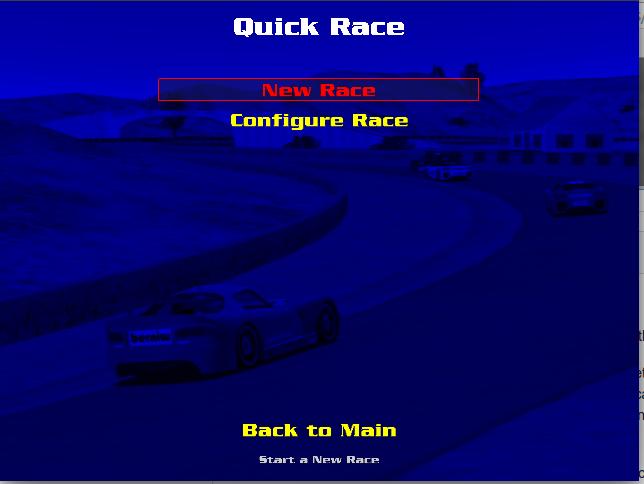 Quick Race
New Race
Configure Race
Back to Main
Start a New Race